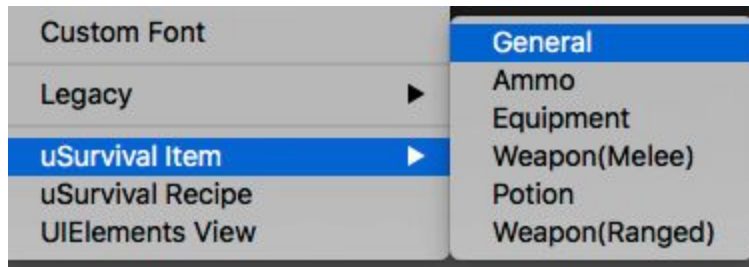 Custom Font
Legacy
uSurvival Item
uSurvival Recipe
UIElements View
General
Ammo
Equipment
Weapon(Melee)
Potion
Weapon(Ranged)